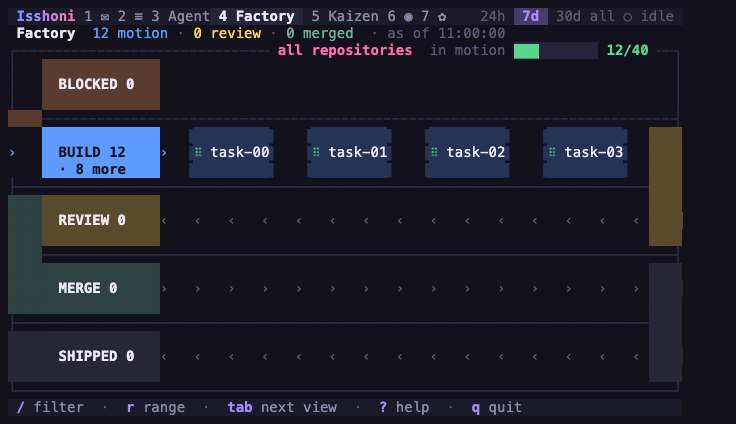 Isshoni 1 ✉ 2 ≡ 3 Agent 4 Factory 5 Kaizen 6 ◉ 7 ✿ 24h 7d 30d all ○ idle
Factory 12 motion · 0 review · 0 merged · as of 11:00:00
all repositories in motion 12/40
BLOCKED 0
› BUILD 12 › ⠿ task-00 ⠿ task-01 ⠿ task-02 ⠿ task-03
· 8 more
REVIEW 0 ‹ ‹ ‹ ‹ ‹ ‹ ‹ ‹ ‹ ‹ ‹ ‹ ‹ ‹ ‹
MERGE 0 › › › › › › › › › › › › › › ›
SHIPPED 0 ‹ ‹ ‹ ‹ ‹ ‹ ‹ ‹ ‹ ‹ ‹ ‹ ‹ ‹ ‹
/ filter · r range · tab next view · ? help · q quit